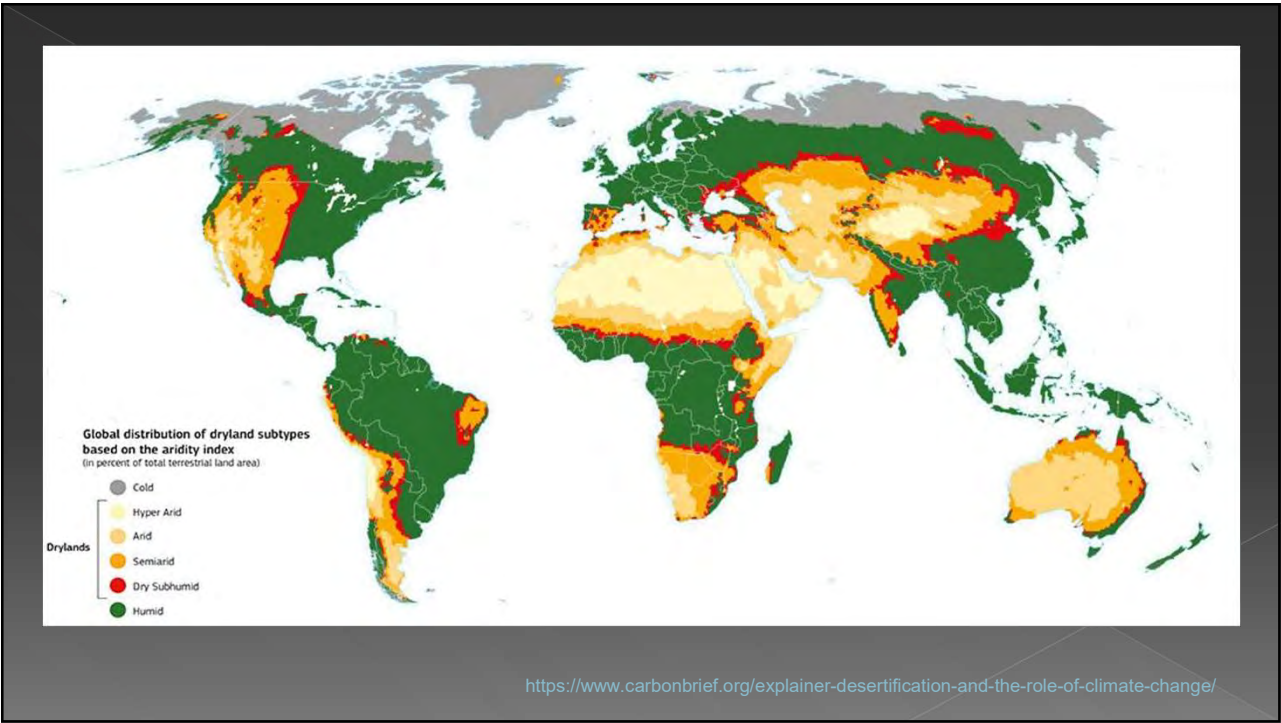 Global distribution of dryland subtypes
based on the aridity index
(in percent of total terrestrial land area)
Cold
Hyper Arid
Arid
Drylands
Semiarid
Dry Subhumid
Humid
https://www.carbonbrief.org/explainer-desertification-and-the-role-of-climate-change/